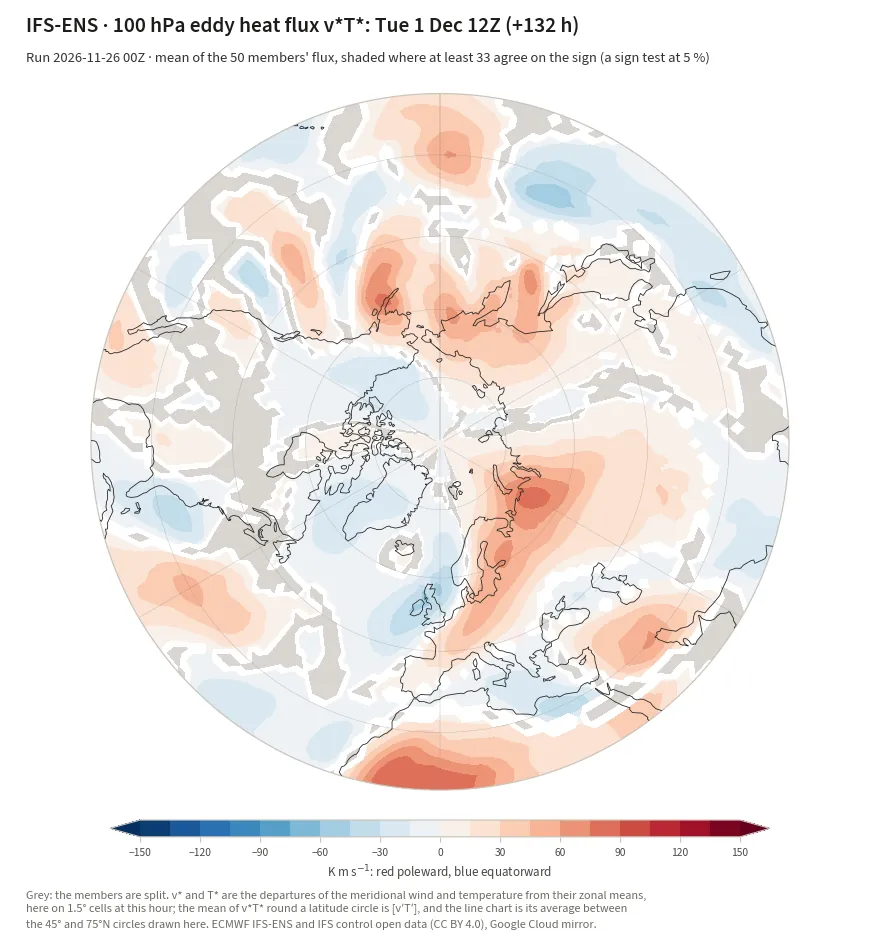 IFS-ENS · 100 hPa eddy heat flux v*T*: Tue 1 Dec 12Z (+132 h)
Run 2026-11-26 00Z · mean of the 50 members' flux, shaded where at least 33 agree on the sign (a sign test at 5 %)
−150 −120 −90 −60 −30 0 30 60 90 120 150
K m s⁻¹: red poleward, blue equatorward
Grey: the members are split. v* and T* are the departures of the meridional wind and temperature from their zonal means,
here on 1.5° cells at this hour; the mean of v*T* round a latitude circle is [v'T'], and the line chart is its average between
the 45° and 75°N circles drawn here. ECMWF IFS-ENS and IFS control open data (CC BY 4.0), Google Cloud mirror.